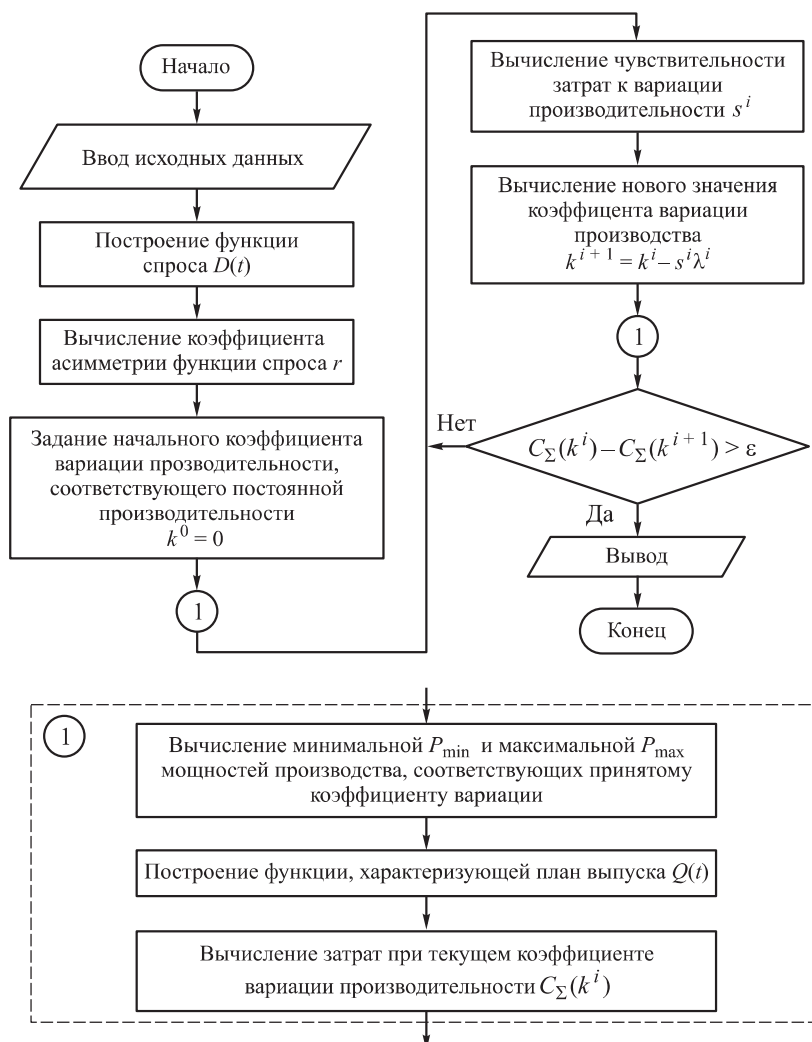 Начало
Ввод исходных данных
Построение функции
спроса D(t)
Вычисление коэффициента
асимметрии функции спроса r
Задание начального коэффициента
вариации прозводительности,
соответствующего постоянной
производительности
k⁰ = 0
1
Вычисление чувствительности
затрат к вариации
производительности sⁱ
Вычисление нового значения
коэффицента вариации
производства
kⁱ⁺¹ = kⁱ – sⁱλⁱ
1
Нет
C_Σ(kⁱ) – C_Σ(kⁱ⁺¹) > ε
Да
Вывод
Конец
1
Вычисление минимальной P_min и максимальной P_max
мощностей производства, соответствующих принятому
коэффициенту вариации
Построение функции, характеризующей план выпуска Q(t)
Вычисление затрат при текущем коэффициенте
вариации производительности C_Σ(kⁱ)